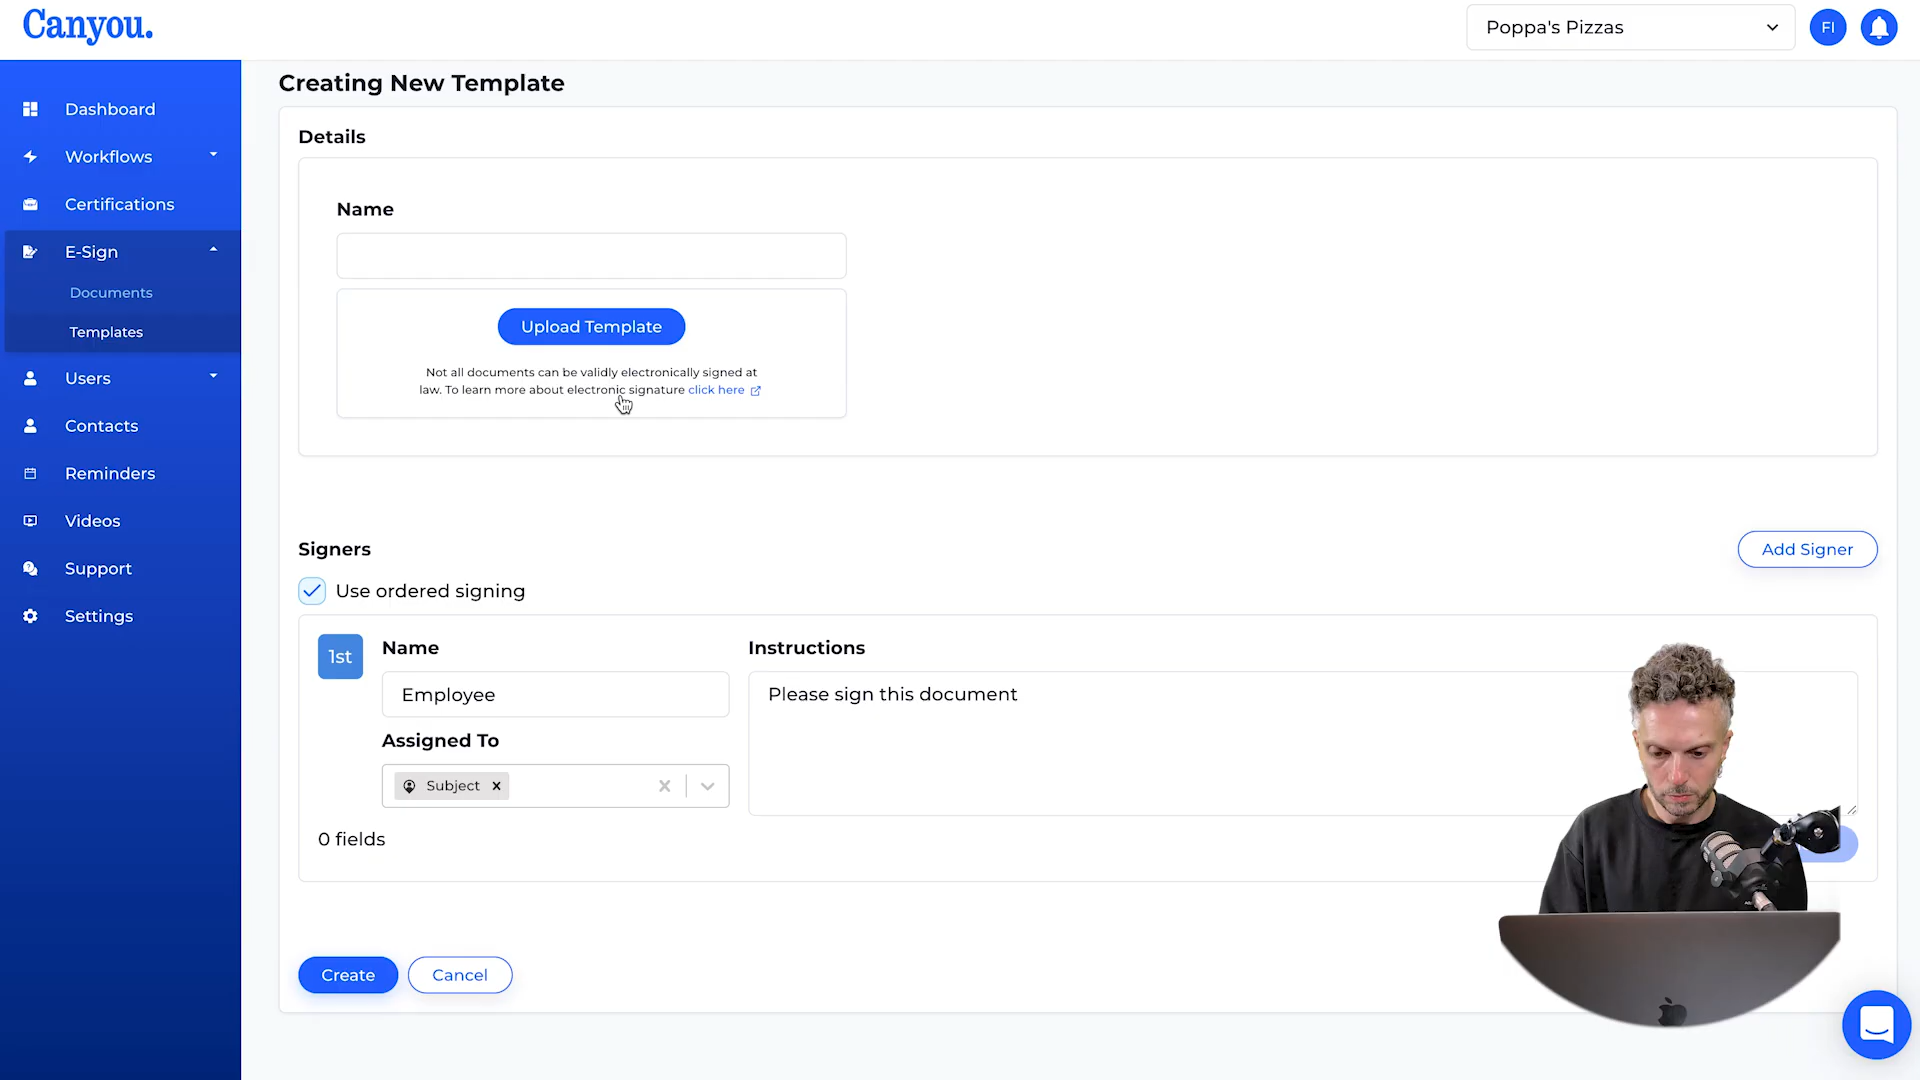 Canyou.
Poppa's Pizzas
FI
Dashboard
Workflows
Certifications
E-Sign
Documents
Templates
Users
Contacts
Reminders
Videos
Support
Settings
Creating New Template
Details
Name
Upload Template
Not all documents can be validly electronically signed at
law. To learn more about electronic signature click here
Signers
Add Signer
Use ordered signing
1st
Name
Employee
Instructions
Please sign this document
Assigned To
Subject
0 fields
Create
Cancel